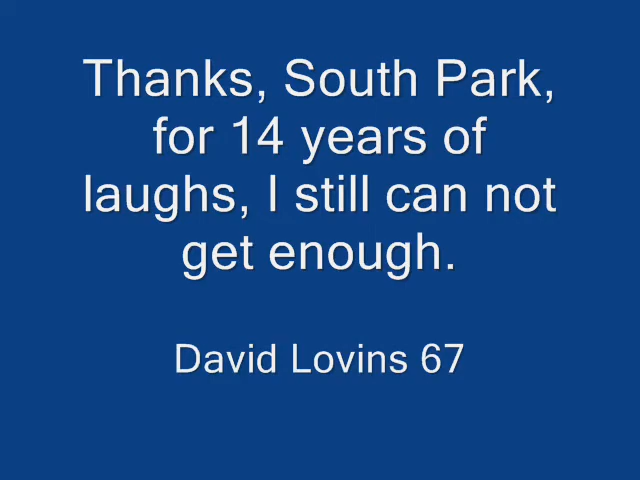 Thanks, South Park,
for 14 years of
laughs, I still can not
get enough.
David Lovins 67